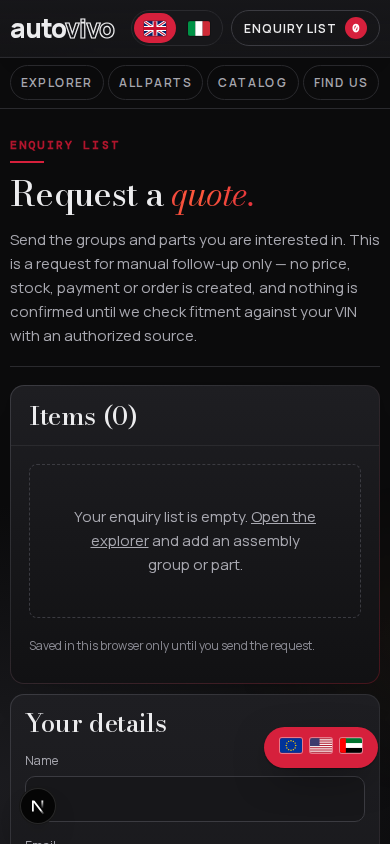 autovivo
ENQUIRY LIST 0
EXPLORER ALL PARTS CATALOG FIND US
ENQUIRY LIST
Request a quote.
Send the groups and parts you are interested in. This
is a request for manual follow-up only — no price,
stock, payment or order is created, and nothing is
confirmed until we check fitment against your VIN
with an authorized source.
Items (0)
Your enquiry list is empty. Open the
explorer and add an assembly
group or part.
Saved in this browser only until you send the request.
Your details
Name
N
Email